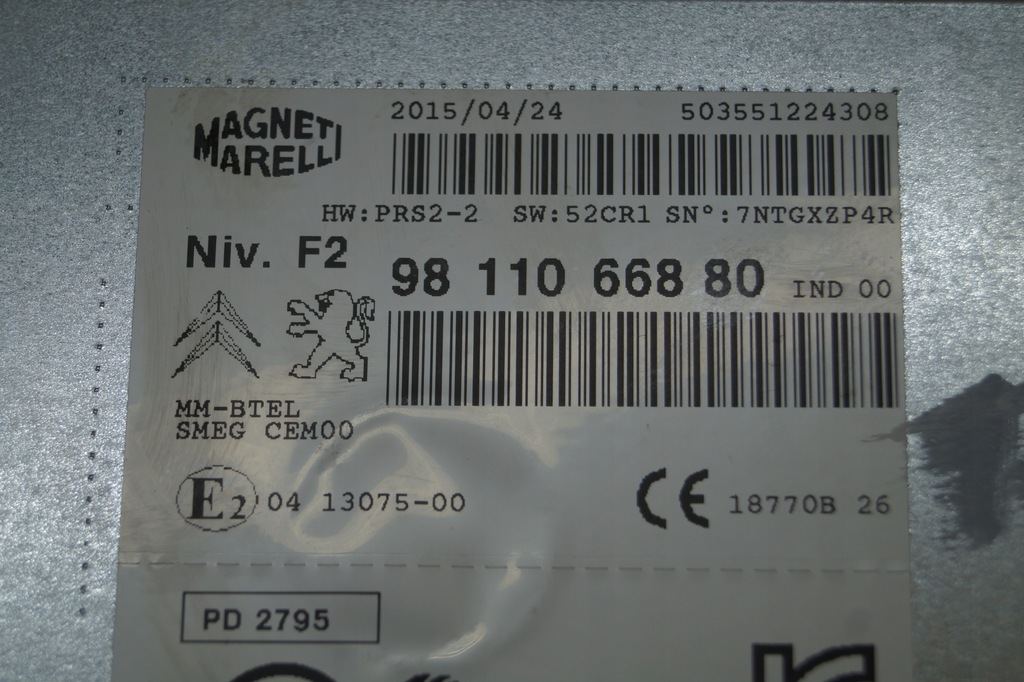 MAGNETI
MARELLI
2015/04/24 503551224308
HW:PRS2-2 SW:52CR1 SN°:7NTGXZP4R
Niv. F2
98 110 668 80 IND 00
MM-BTEL
SMEG CEM00
E2 04 13075-00
CE 18770B 26
PD 2795